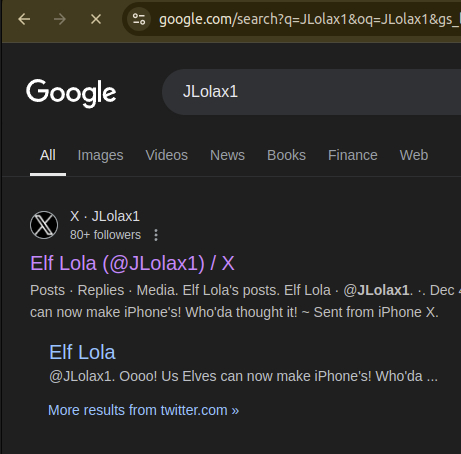 google.com/search?q=JLolax1&oq=JLolax1&gs_l
Google
JLolax1
All Images Videos News Books Finance Web
X · JLolax1
80+ followers
Elf Lola (@JLolax1) / X
Posts · Replies · Media. Elf Lola's posts. Elf Lola · @JLolax1. ·. Dec 4
can now make iPhone's! Who'da thought it! ~ Sent from iPhone X.
Elf Lola
@JLolax1. Oooo! Us Elves can now make iPhone's! Who'da ...
More results from twitter.com »